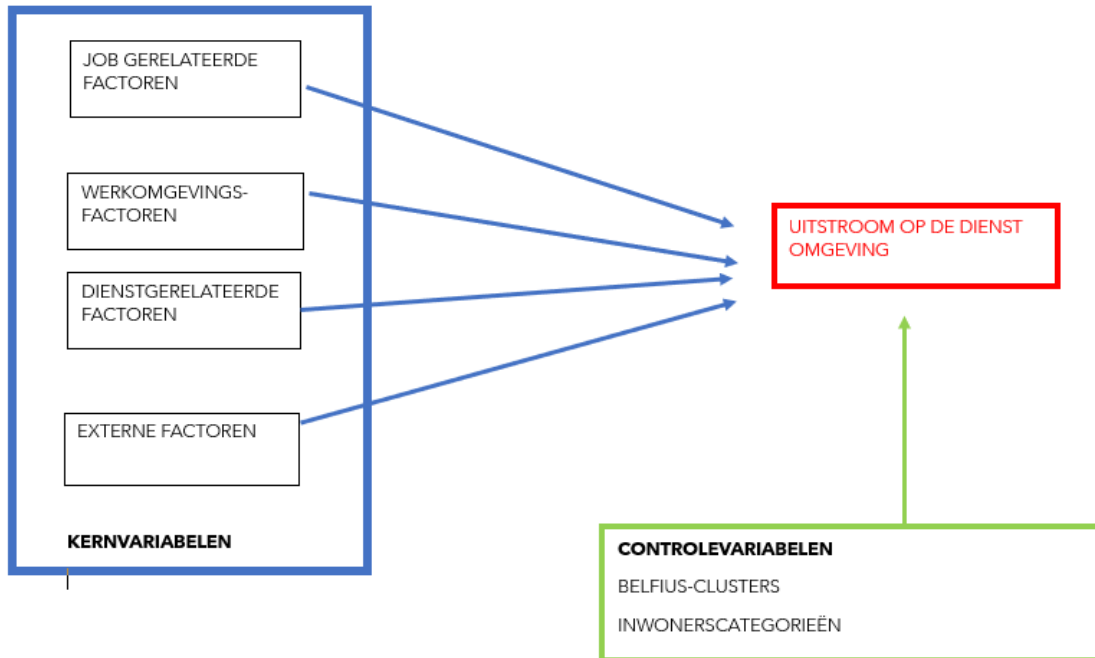 JOB GERELATEERDE
FACTOREN
WERKOMGEVINGS-
FACTOREN
DIENSTGERELATEERDE
FACTOREN
EXTERNE FACTOREN
KERNVARIABELEN
UITSTROOM OP DE DIENST
OMGEVING
CONTROLEVARIABELEN
BELFIUS-CLUSTERS
INWONERSCATEGORIEËN